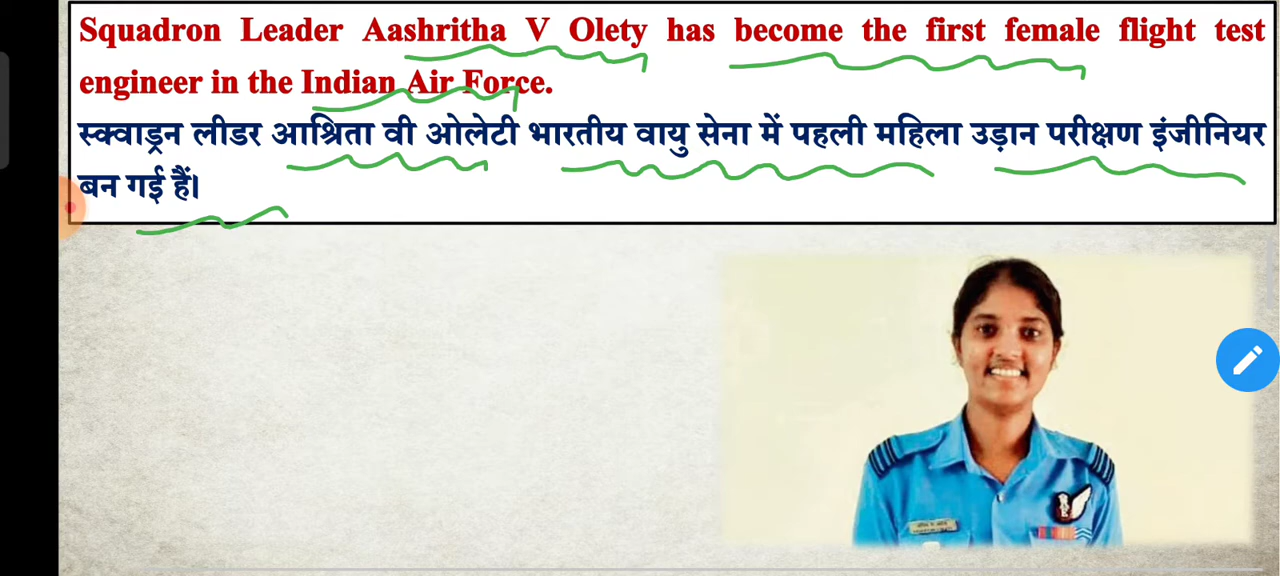 Squadron Leader Aashritha V Olety has become the first female flight test
engineer in the Indian Air Force.
स्क्वाड्रन लीडर आश्रिता वी ओलेटी भारतीय वायु सेना में पहली महिला उड़ान परीक्षण इंजीनियर
बन गई हैं।